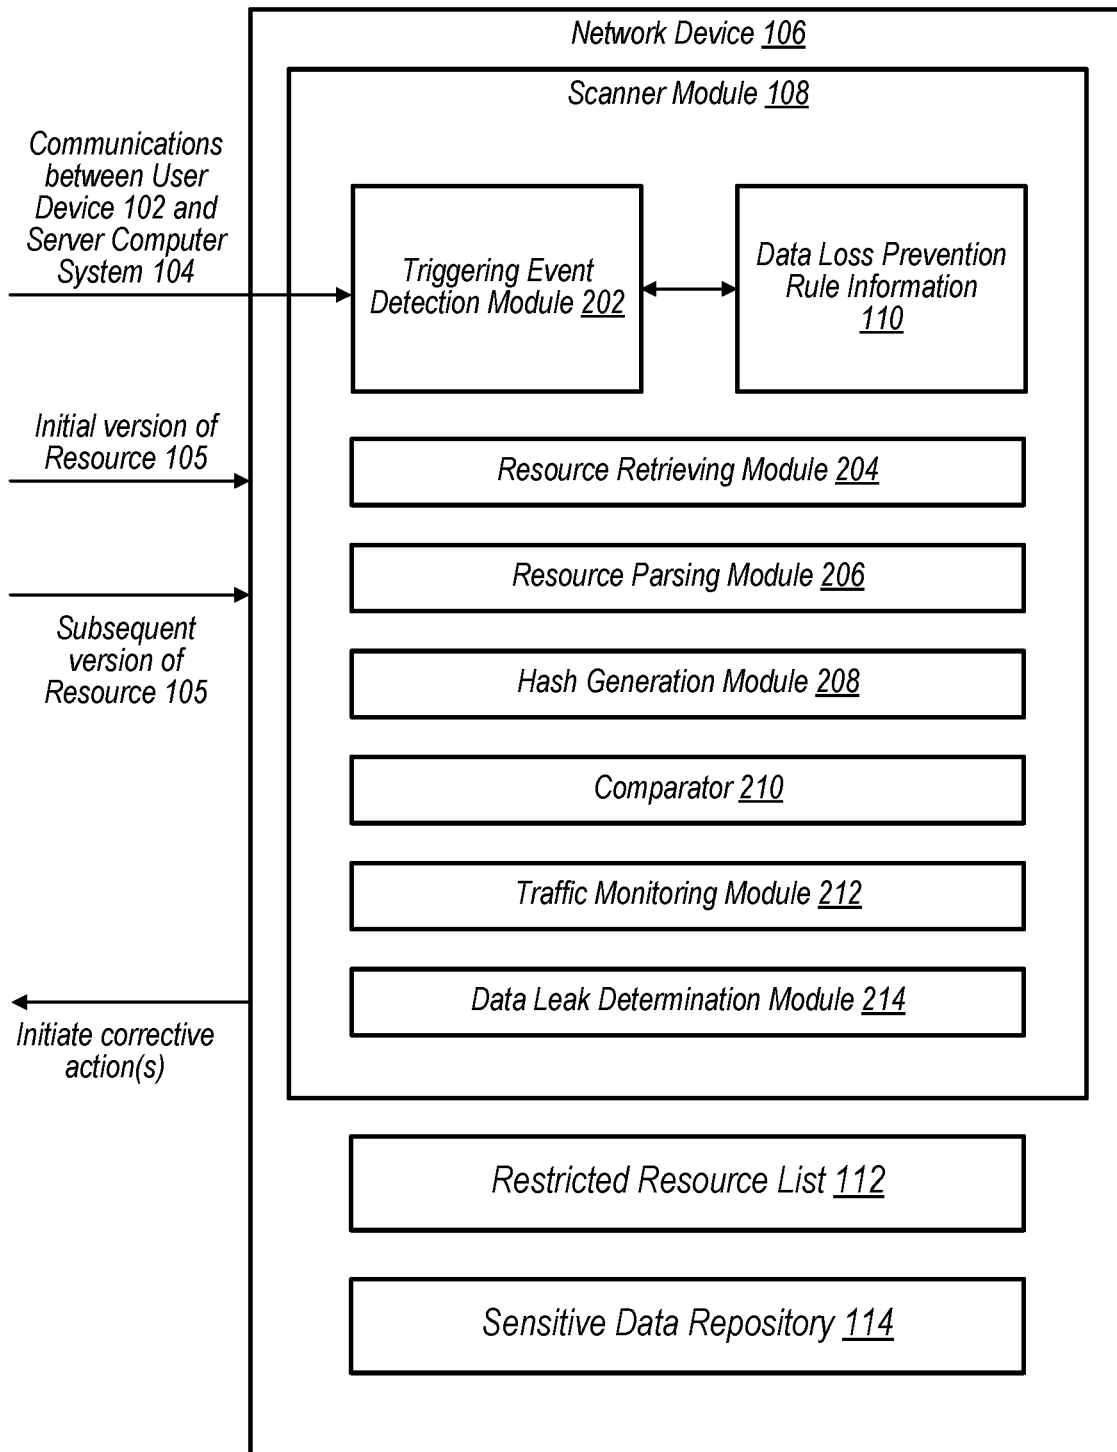 Network Device 106
Scanner Module 108
Communications
between User
Device 102 and
Server Computer
System 104
Triggering Event
Detection Module 202
Data Loss Prevention
Rule Information
110
Initial version of
Resource 105
Resource Retrieving Module 204
Resource Parsing Module 206
Subsequent
version of
Resource 105
Hash Generation Module 208
Comparator 210
Traffic Monitoring Module 212
Data Leak Determination Module 214
Initiate corrective
action(s)
Restricted Resource List 112
Sensitive Data Repository 114